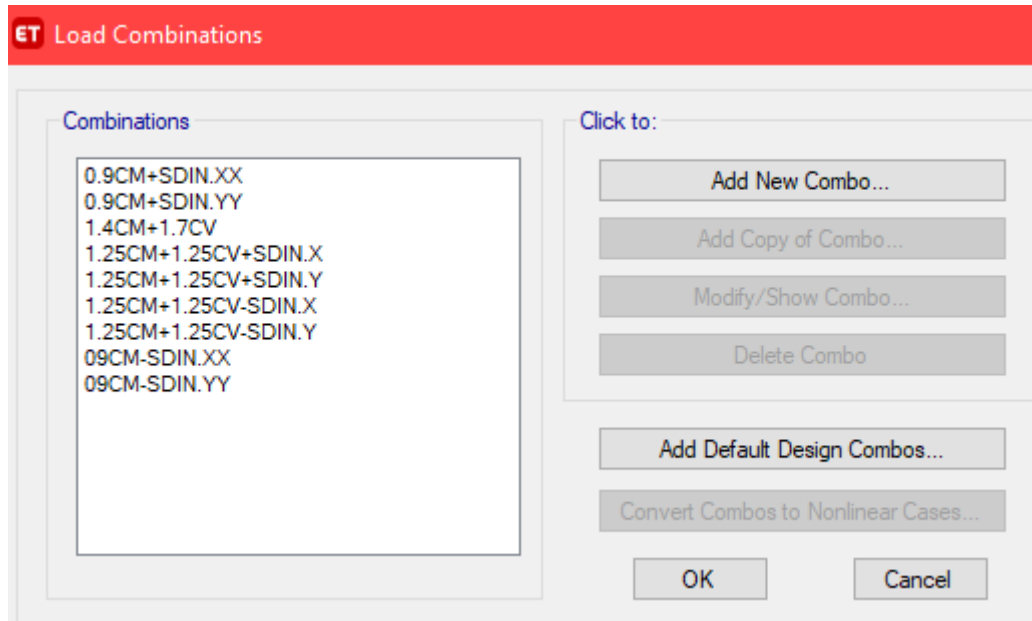 ET Load Combinations
Combinations
0.9CM+SDIN.XX
0.9CM+SDIN.YY
1.4CM+1.7CV
1.25CM+1.25CV+SDIN.X
1.25CM+1.25CV+SDIN.Y
1.25CM+1.25CV-SDIN.X
1.25CM+1.25CV-SDIN.Y
09CM-SDIN.XX
09CM-SDIN.YY
Click to:
Add New Combo...
Add Copy of Combo...
Modify/Show Combo...
Delete Combo
Add Default Design Combos...
Convert Combos to Nonlinear Cases...
OK
Cancel